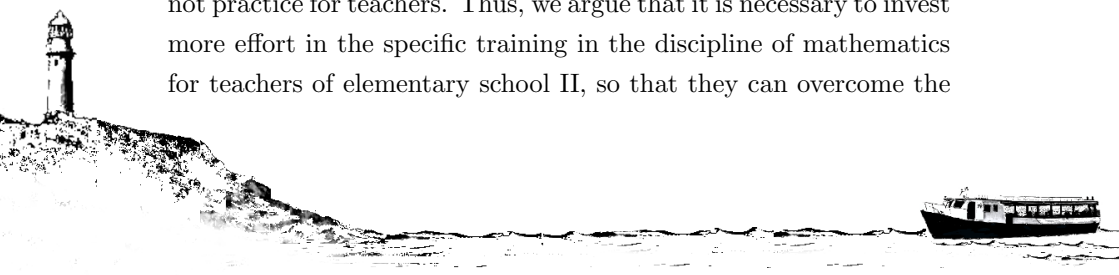 not practice for teachers. Thus, we argue that it is necessary to invest
more effort in the specific training in the discipline of mathematics
for teachers of elementary school II, so that they can overcome the